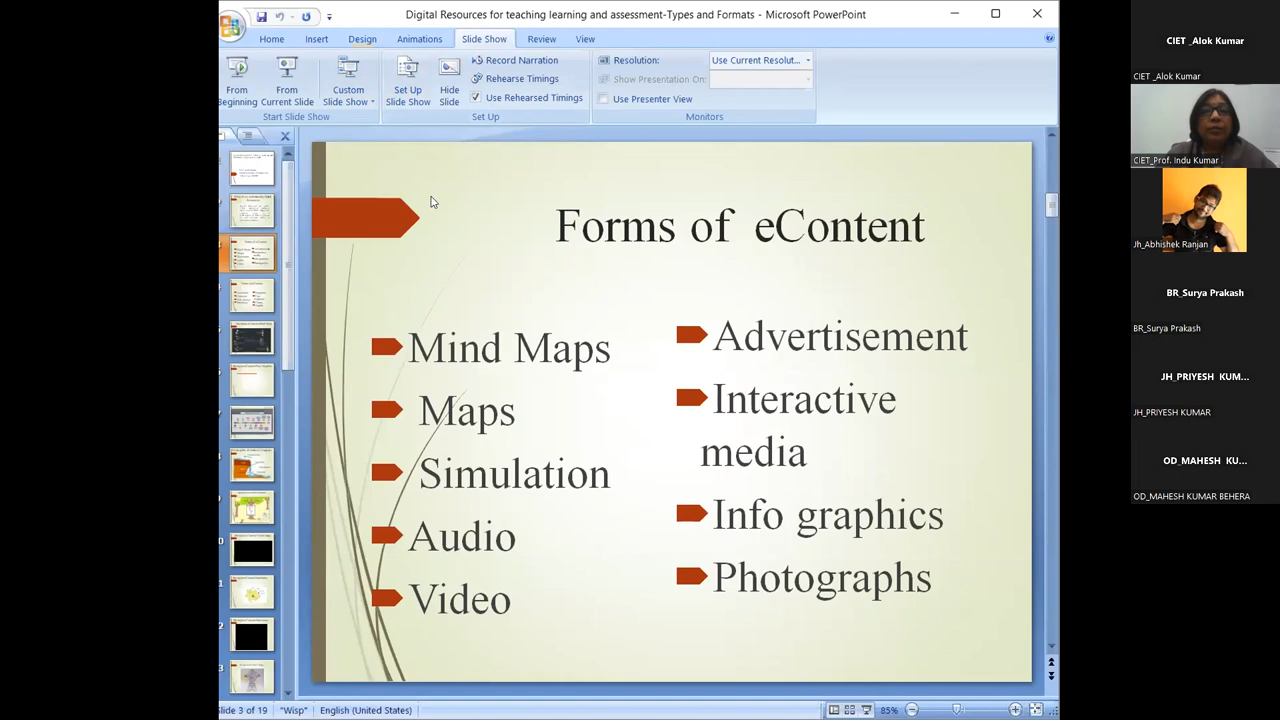 Digital Resources for teaching learning and assessment-Types and Formats - Microsoft PowerPoint
Home Insert Design Animations Slide Show Review View
From Beginning
From Current Slide
Custom Slide Show
Start Slide Show
Set Up Slide Show
Hide Slide
Record Narration
Rehearse Timings
Use Rehearsed Timings
Set Up
Resolution: Use Current Resolut...
Show Presentation On:
Use Presenter View
Monitors
Forms of eContent
Mind Maps
Maps
Simulation
Audio
Video
Advertisement
Interactive
media
Info graphics
Photographs
Slide 3 of 19 "Wisp" English (United States) 85%
CIET _Alok Kumar
CIET _Alok Kumar
CIET_Prof. Indu Kumar
Jh_Abhishek Ranjan
BR_Surya Prakash
BR_Surya Prakash
JH_PRIYESH KUM...
JH_PRIYESH KUMAR
OD_MAHESH KU...
OD_MAHESH KUMAR BEHERA